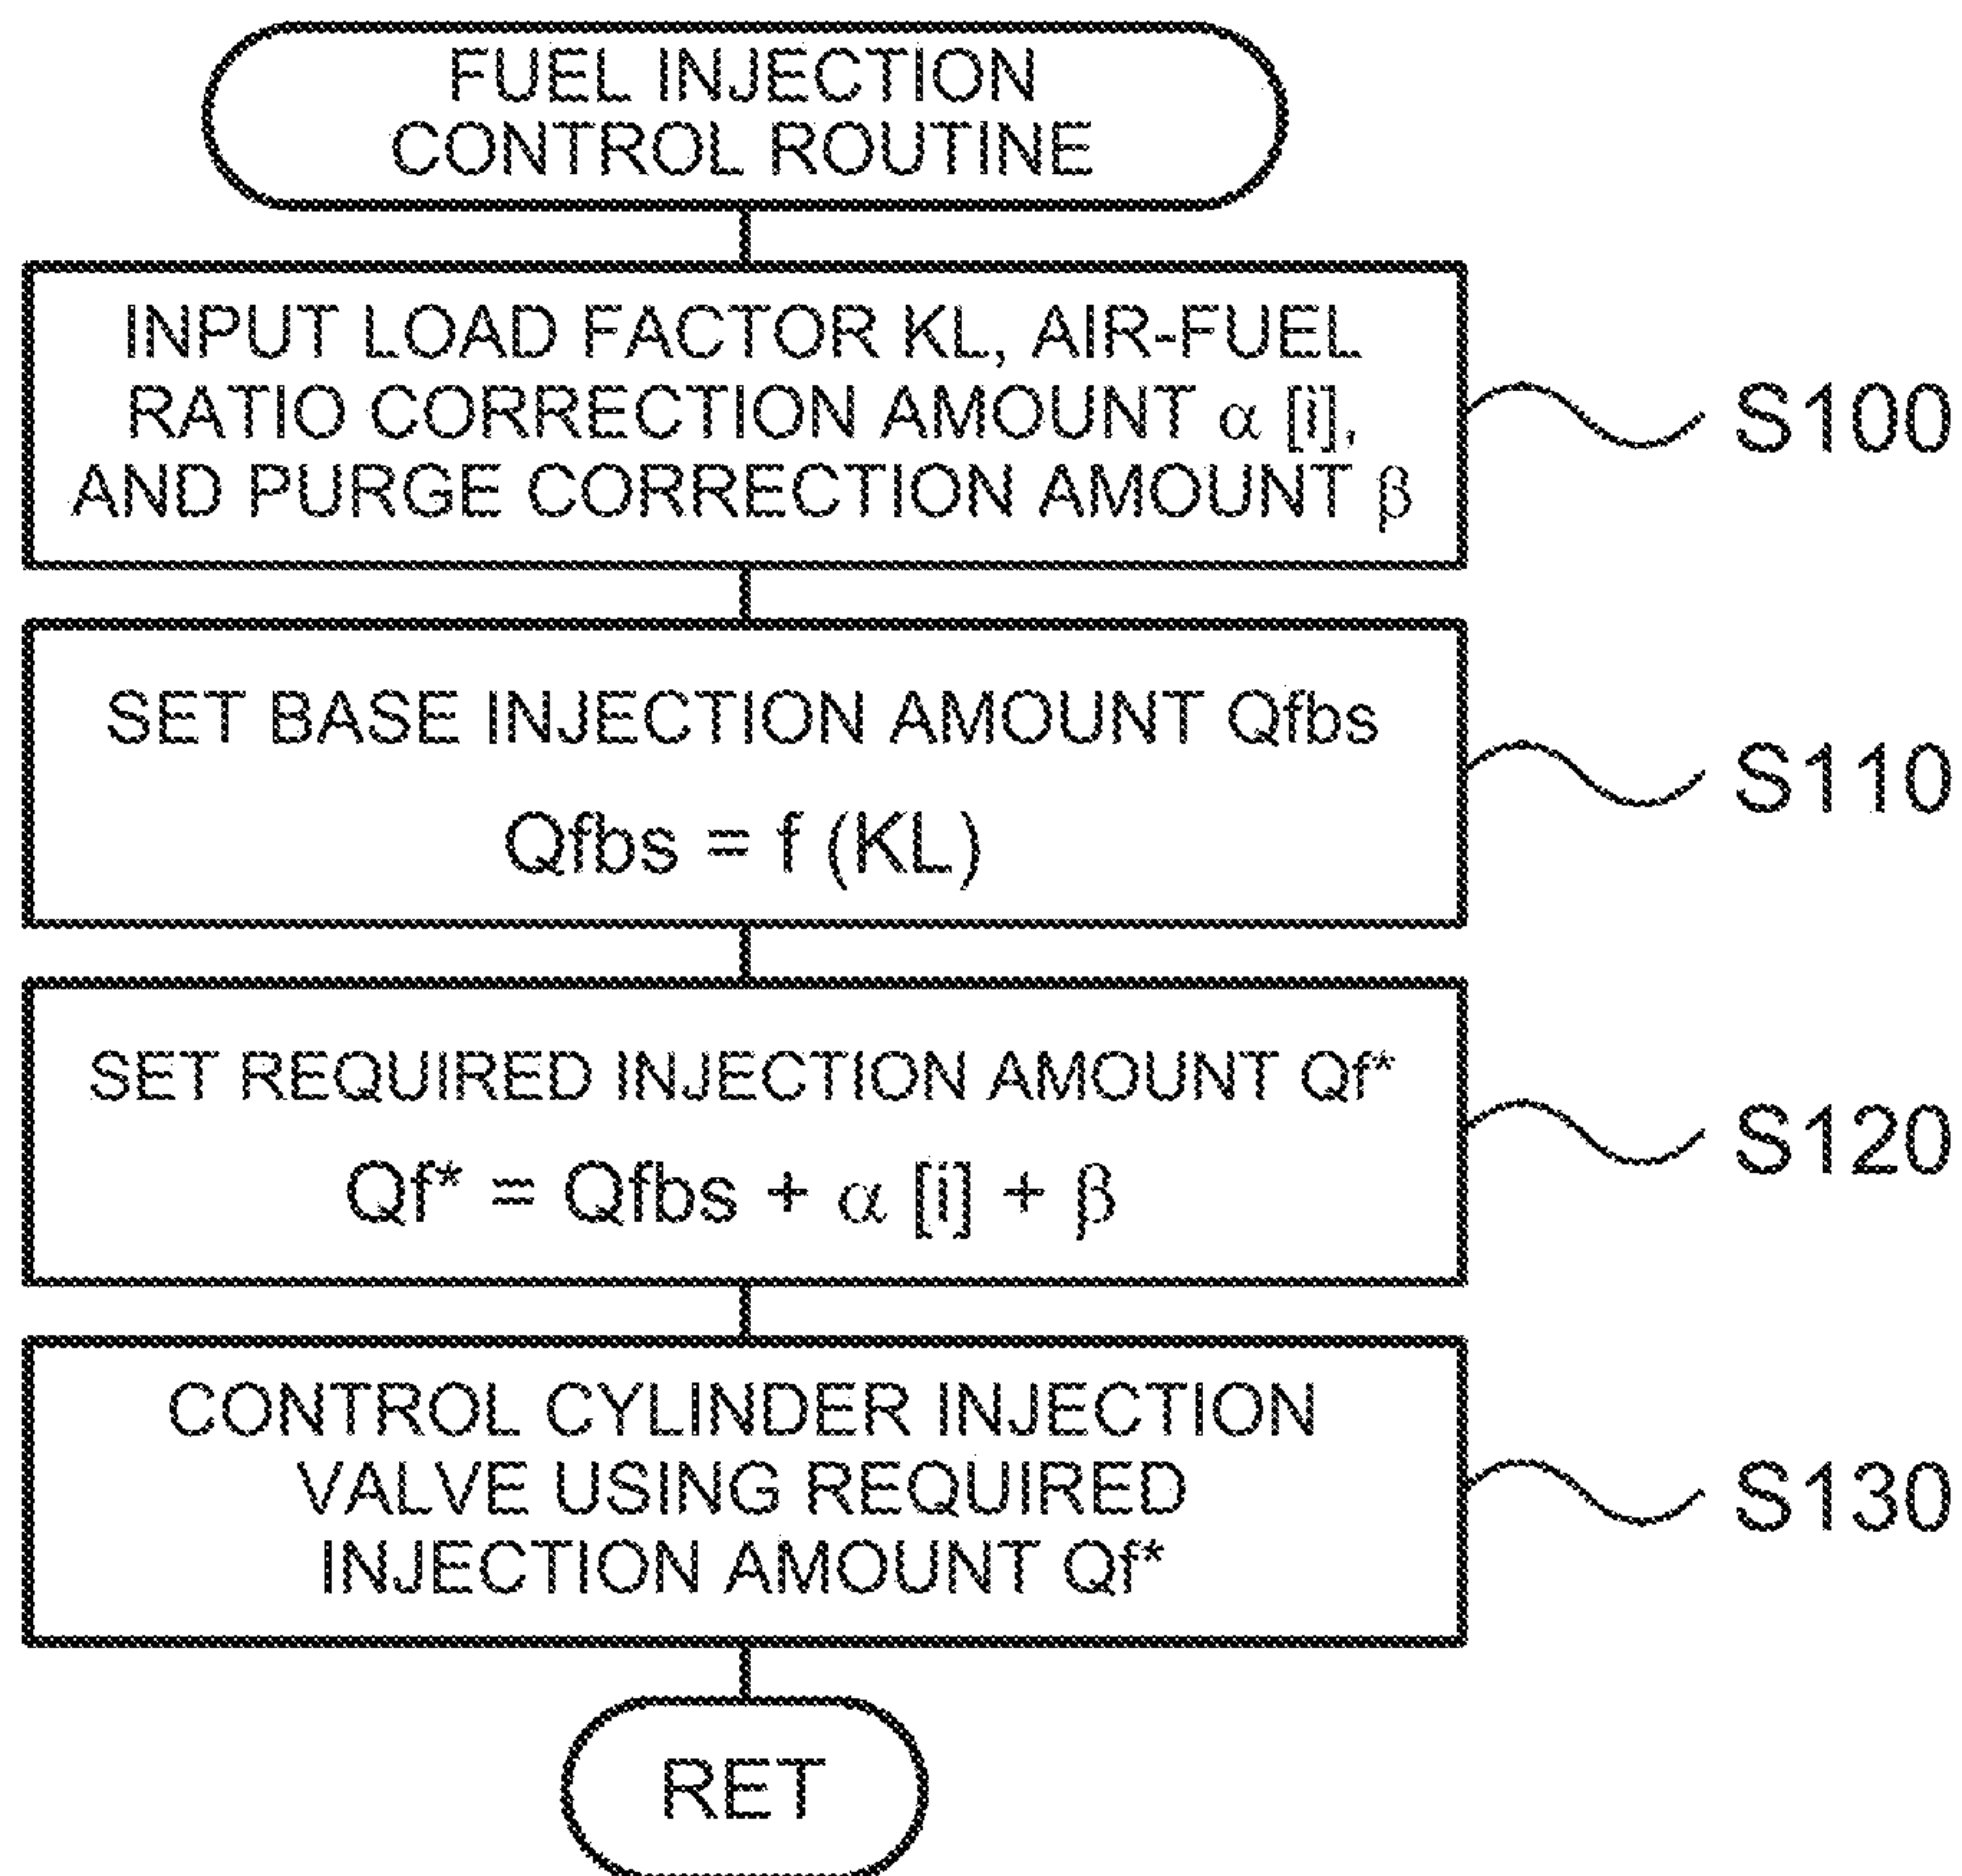 FUEL INJECTION
CONTROL ROUTINE
INPUT LOAD FACTOR KL, AIR-FUEL
RATIO CORRECTION AMOUNT α [i],
AND PURGE CORRECTION AMOUNT β
S100
SET BASE INJECTION AMOUNT Qfbs
Qfbs = f (KL)
S110
SET REQUIRED INJECTION AMOUNT Qf*
Qf* = Qfbs + α [i] + β
S120
CONTROL CYLINDER INJECTION
VALVE USING REQUIRED
INJECTION AMOUNT Qf*
S130
RET